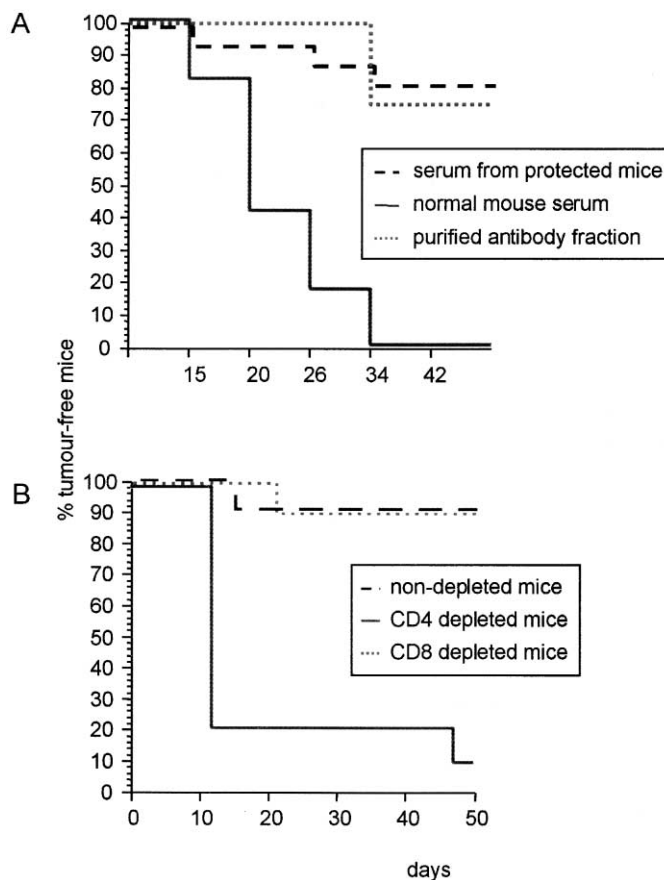 A
100
90
80
70
60
50
40
30
20
10
0
15 20 26 34 42
serum from protected mice
normal mouse serum
purified antibody fraction
% tumour-free mice
B
100
90
80
70
60
50
40
30
20
10
0
0 10 20 30 40 50
non-depleted mice
CD4 depleted mice
CD8 depleted mice
days